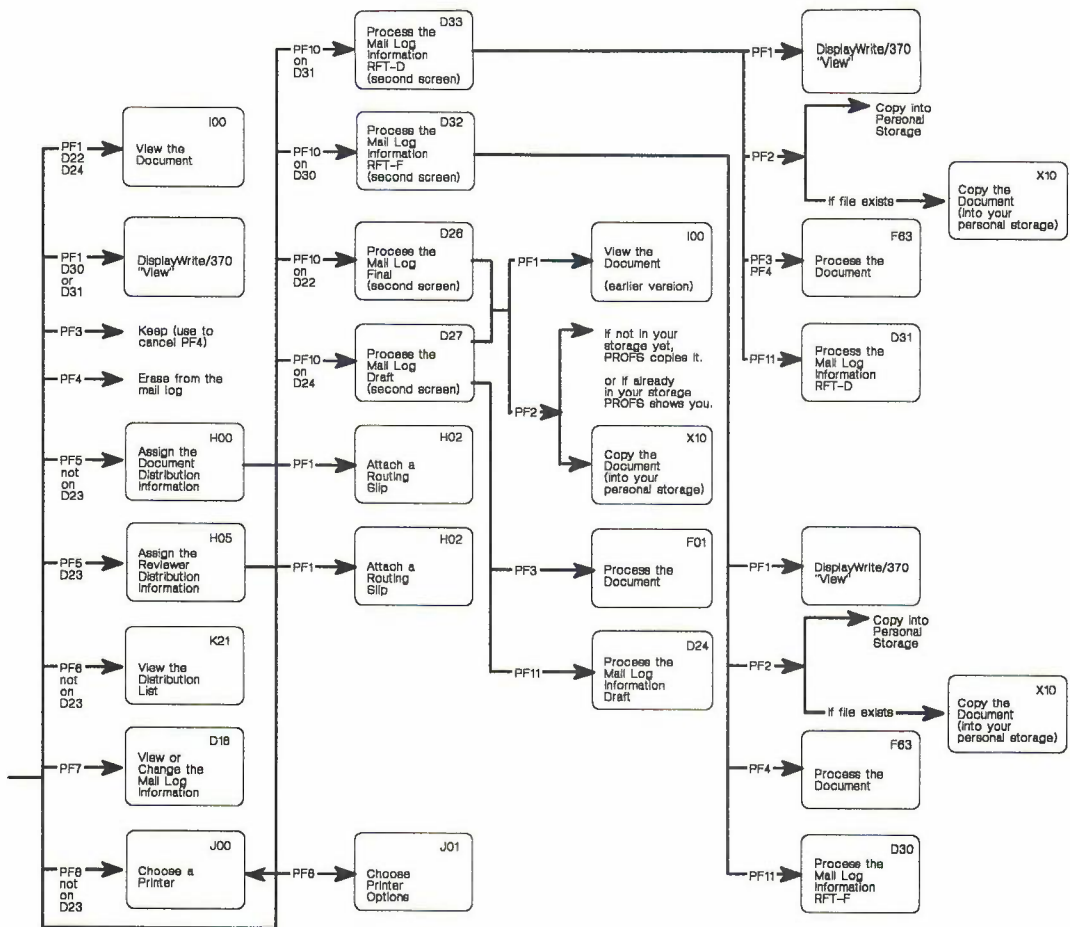 PF1
D22
D24
I00
View the
Document
PF1
D30
or
D31
DisplayWrite/370
"View"
PF3
Keep (use to
cancel PF4)
PF4
Erase from the
mail log
PF5
not
on
D23
H00
Assign the
Document
Distribution
Information
PF5
D23
H05
Assign the
Reviewer
Distribution
Information
PF6
not
on
D23
K21
View the
Distribution
List
PF7
D16
View or
Change the
Mail Log
Information
PF8
not
on
D23
J00
Choose a
Printer
PF10
on
D31
D33
Process the
Mail Log
Information
RFT-D
(second screen)
PF10
on
D30
D32
Process the
Mail Log
Information
RFT-F
(second screen)
PF10
on
D22
D26
Process the
Mail Log
Final
(second screen)
PF10
on
D24
D27
Process the
Mail Log
Draft
(second screen)
PF1
H02
Attach a
Routing
Slip
PF1
H02
Attach a
Routing
Slip
PF6
J01
Choose
Printer
Options
PF1
I00
View the
Document
(earlier version)
PF2
If not in your
storage yet,
PROFS copies it.
or if already
in your storage
PROFS shows you.
X10
Copy the
Document
(into your
personal storage)
PF3
F01
Process the
Document
PF11
D24
Process the
Mail Log
Information
Draft
PF1
DisplayWrite/370
"View"
PF2
Copy into
Personal
Storage
If file exists
X10
Copy the
Document
(into your
personal storage)
PF3
PF4
F63
Process the
Document
PF11
D31
Process the
Mail Log
Information
RFT-D
PF1
DisplayWrite/370
"View"
PF2
Copy into
Personal
Storage
If file exists
X10
Copy the
Document
(into your
personal storage)
PF4
F63
Process the
Document
PF11
D30
Process the
Mail Log
Information
RFT-F